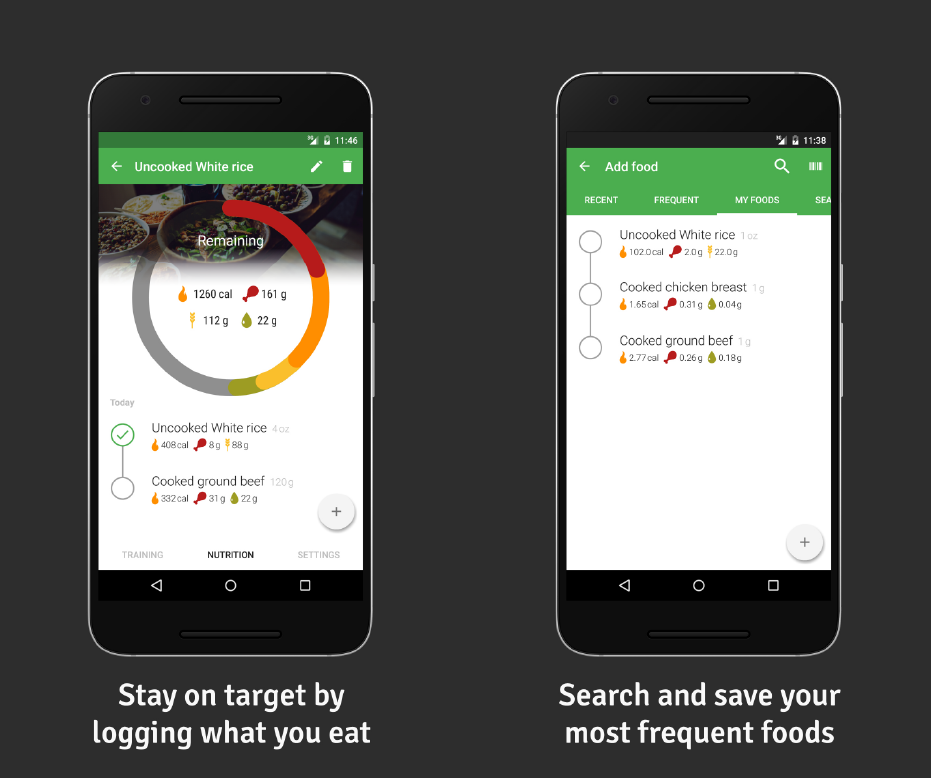 11:46
Uncooked White rice
Remaining
1260 cal 161 g
112 g 22 g
Today
Uncooked White rice 4 oz
408 cal 8 g 88 g
Cooked ground beef 120 g
332 cal 31 g 22 g
+
TRAINING NUTRITION SETTINGS
Stay on target by
logging what you eat
11:38
Add food
RECENT FREQUENT MY FOODS SEA
Uncooked White rice 1 oz
102.0 cal 2.0 g 22.0 g
Cooked chicken breast 1 g
1.65 cal 0.31 g 0.04 g
Cooked ground beef 1 g
2.77 cal 0.26 g 0.18 g
+
Search and save your
most frequent foods